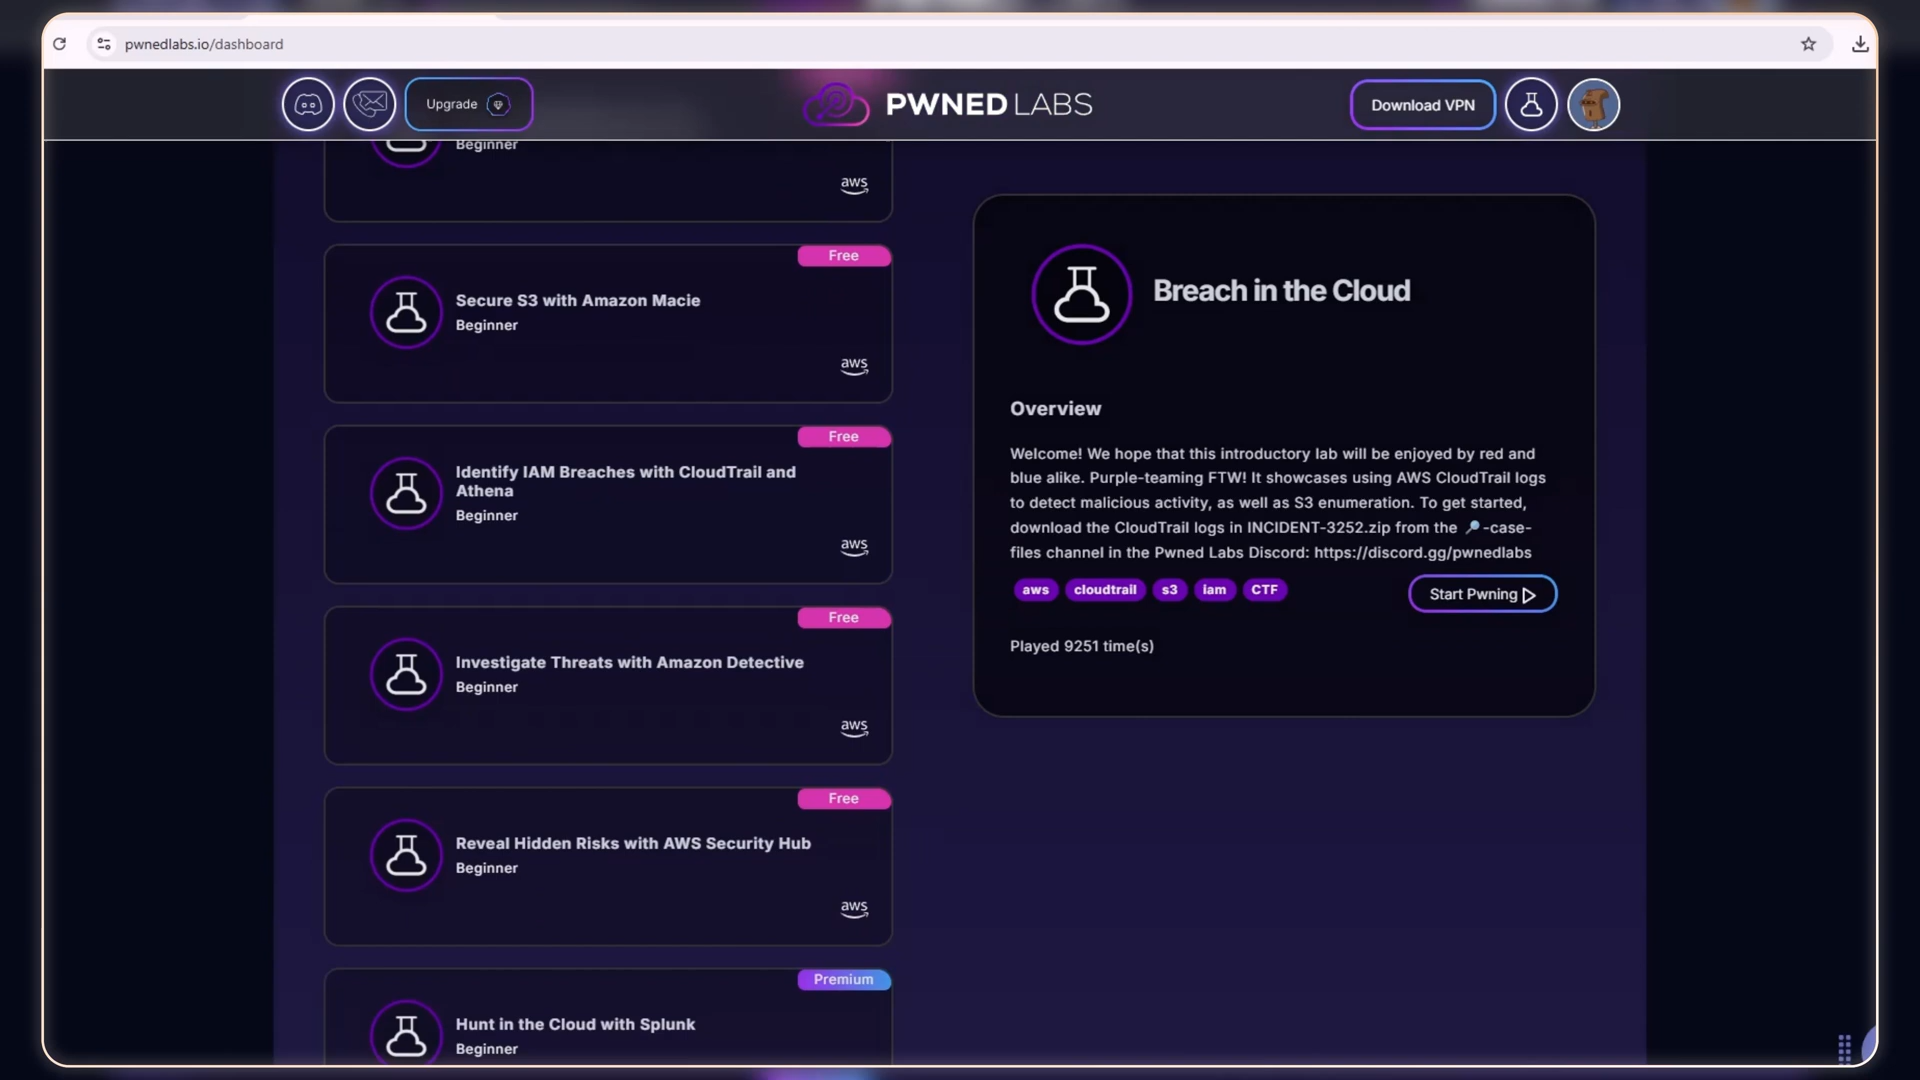 pwnedlabs.io/dashboard
Upgrade
PWNED LABS
Download VPN
Beginner
aws
Free
Secure S3 with Amazon Macie
Beginner
aws
Free
Identify IAM Breaches with CloudTrail and
Athena
Beginner
aws
Free
Investigate Threats with Amazon Detective
Beginner
aws
Free
Reveal Hidden Risks with AWS Security Hub
Beginner
aws
Premium
Hunt in the Cloud with Splunk
Beginner
Breach in the Cloud
Overview
Welcome! We hope that this introductory lab will be enjoyed by red and
blue alike. Purple-teaming FTW! It showcases using AWS CloudTrail logs
to detect malicious activity, as well as S3 enumeration. To get started,
download the CloudTrail logs in INCIDENT-3252.zip from the 🔎-case-
files channel in the Pwned Labs Discord: https://discord.gg/pwnedlabs
aws cloudtrail s3 iam CTF
Start Pwning
Played 9251 time(s)